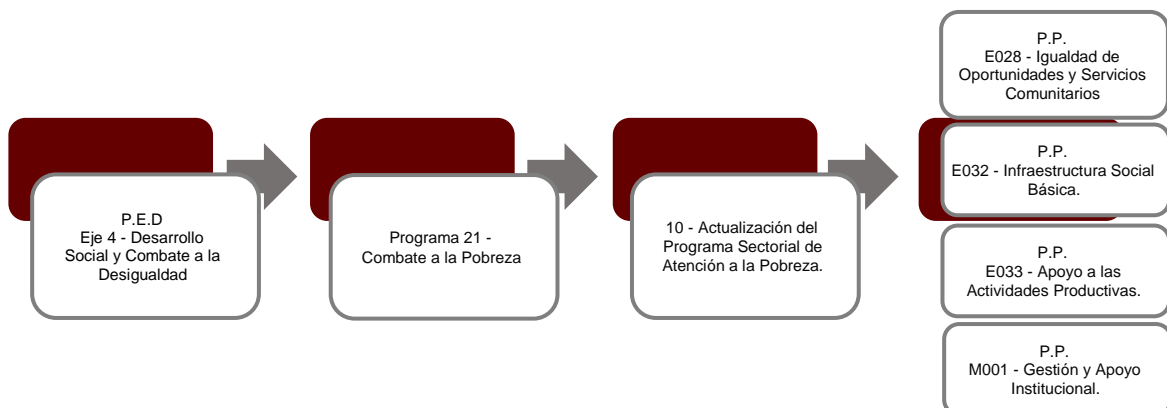 P.E.D
Eje 4 - Desarrollo
Social y Combate a la
Desigualdad
Programa 21 -
Combate a la Pobreza
10 - Actualización del
Programa Sectorial de
Atención a la Pobreza.
P.P.
E028 - Igualdad de
Oportunidades y Servicios
Comunitarios
P.P.
E032 - Infraestructura Social
Básica.
P.P.
E033 - Apoyo a las
Actividades Productivas.
P.P.
M001 - Gestión y Apoyo
Institucional.